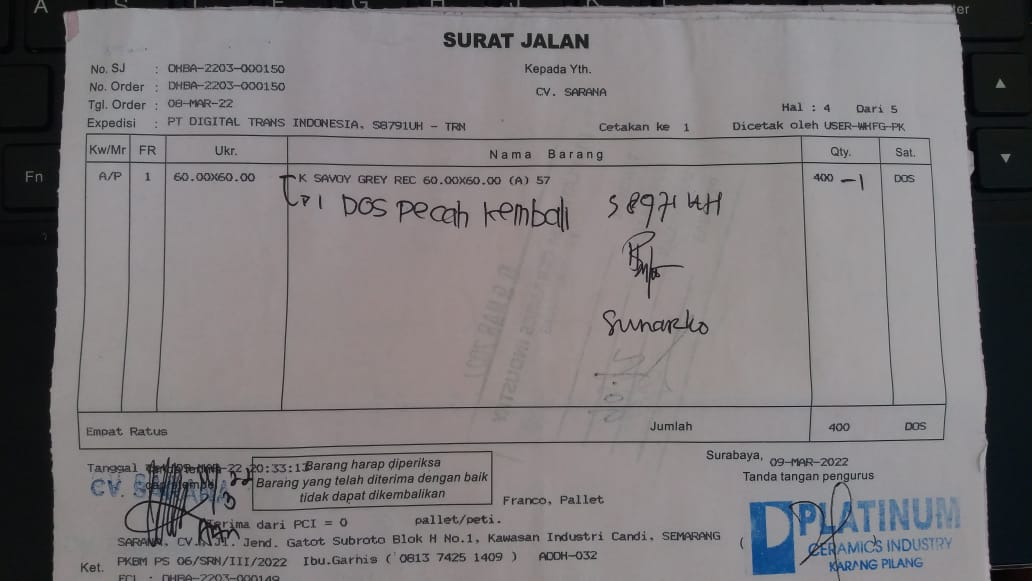 SURAT JALAN
No. SJ : DHBA-2203-000150
Kepada Yth.
No. Order : DHBA-2203-000150
CV. SARANA
Tgl. Order : 08-MAR-22
Hal : 4 Dari 5
Expedisi : PT DIGITAL TRANS INDONESIA, S8791UH - TRN
Cetakan ke 1 Dicetak oleh USER-WHFG-PK
Kw/Mr FR Ukr. Nama Barang Qty. Sat.
A/P 1 60.00X60.00 K SAVOY GREY REC 60.00X60.00 (A) 57 400 -1 DOS
1 DOS pecah kembali S 8971 UH
Sunarko
Empat Ratus Jumlah 400 DOS
Surabaya, 09-MAR-2022
Tanda tangan pengurus
Tanggal 09-MAR-22 20:33:13
CV. SARANA
Barang harap diperiksa
Barang yang telah diterima dengan baik
tidak dapat dikembalikan
Franco, Pallet
Terima dari PCI = 0 pallet/peti.
PLATINUM
CERAMICS INDUSTRY
KARANG PILANG
SARANA, CV. Jl. Jend. Gatot Subroto Blok H No.1, Kawasan Industri Candi, SEMARANG (
Ket. PKBM PS 06/SRN/III/2022 Ibu.Garnis ( 0813 7425 1409 ) ADDH-032
FCL : DHBA-2203-000149
Fn